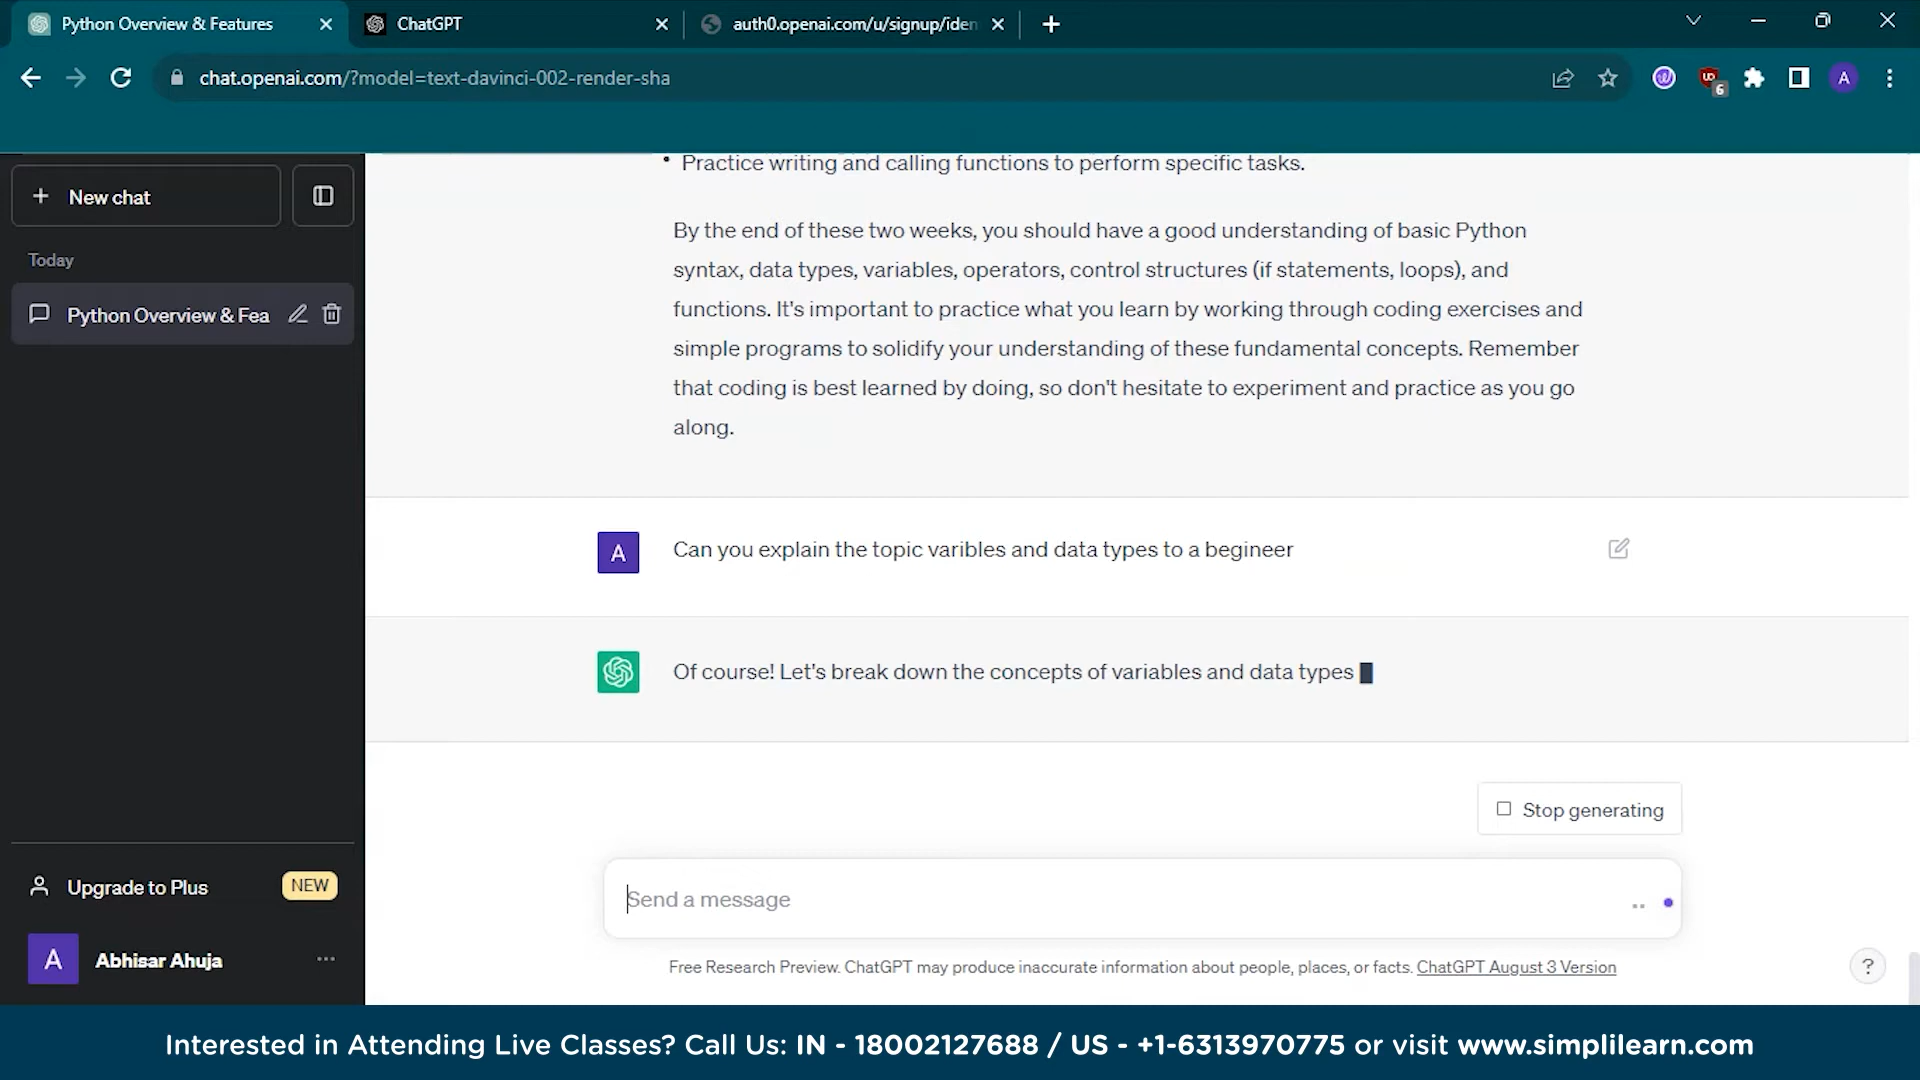 Python Overview & Features
ChatGPT
auth0.openai.com/u/signup/iden
chat.openai.com/?model=text-davinci-002-render-sha
6
A
New chat
Today
Python Overview & Fea
• Practice writing and calling functions to perform specific tasks.
By the end of these two weeks, you should have a good understanding of basic Python
syntax, data types, variables, operators, control structures (if statements, loops), and
functions. It's important to practice what you learn by working through coding exercises and
simple programs to solidify your understanding of these fundamental concepts. Remember
that coding is best learned by doing, so don't hesitate to experiment and practice as you go
along.
A
Can you explain the topic varibles and data types to a begineer
Of course! Let's break down the concepts of variables and data types
Stop generating
Upgrade to Plus
NEW
Send a message
A
Abhisar Ahuja
Free Research Preview. ChatGPT may produce inaccurate information about people, places, or facts. ChatGPT August 3 Version
?
Interested in Attending Live Classes? Call Us: IN - 18002127688 / US - +1-6313970775 or visit www.simplilearn.com